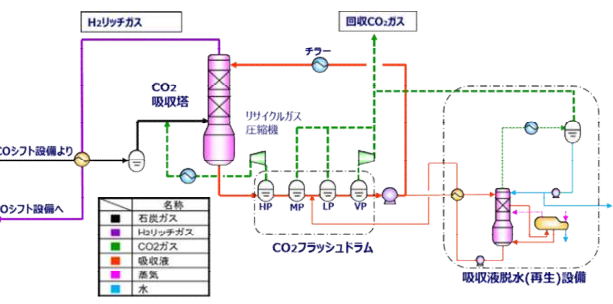 H2リッチガス
回収CO2ガス
チラー
CO2
吸収塔
リサイクルガス
圧縮機
COシフト設備より
COシフト設備へ
HP
MP
LP
VP
CO2フラッシュドラム
吸収液脱水(再生)設備
名称
石炭ガス
H2リッチガス
CO2ガス
吸収液
蒸気
水